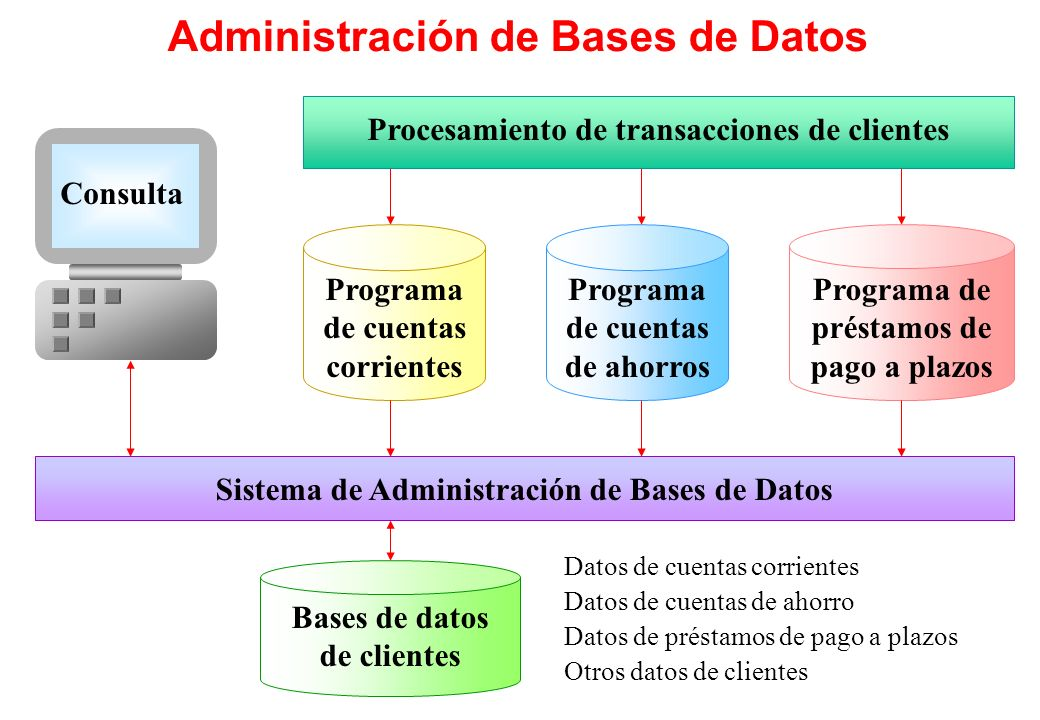 Administración de Bases de Datos
Procesamiento de transacciones de clientes
Consulta
Programa
de cuentas
corrientes
Programa
de cuentas
de ahorros
Programa de
préstamos de
pago a plazos
Sistema de Administración de Bases de Datos
Bases de datos
de clientes
Datos de cuentas corrientes
Datos de cuentas de ahorro
Datos de préstamos de pago a plazos
Otros datos de clientes